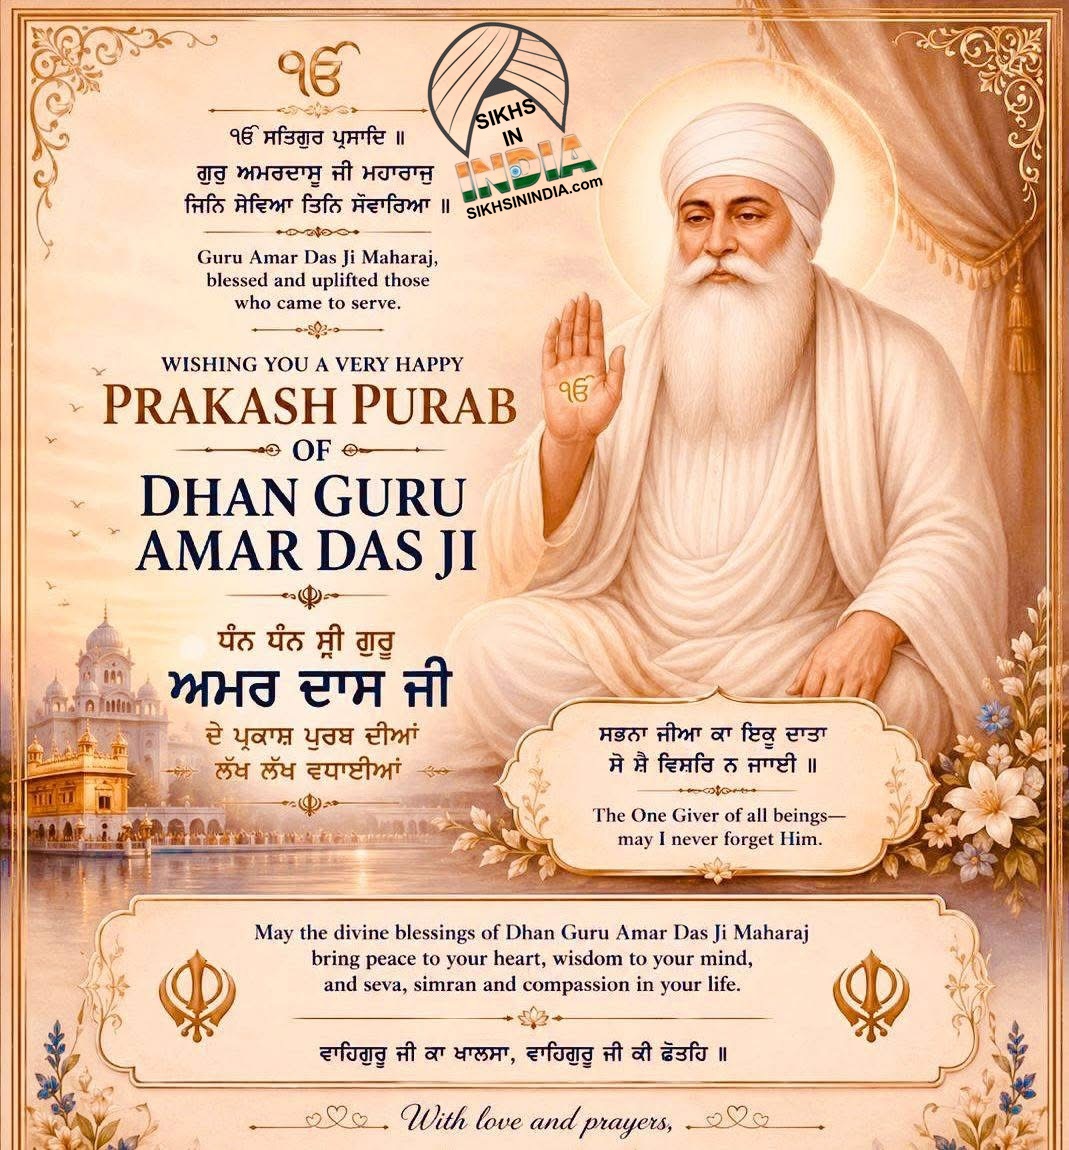 ੴ
ੴ ਸਤਿਗੁਰ ਪ੍ਰਸਾਦਿ ॥
ਗੁਰੁ ਅਮਰਦਾਸੂ ਜੀ ਮਹਾਰਾਜੁ
ਜਿਨਿ ਸੇਵਿਆ ਤਿਨਿ ਸੰਵਾਰਿਆ ॥
Guru Amar Das Ji Maharaj,
blessed and uplifted those
who came to serve.
SIKHS
IN
INDIA
SIKHSININDIA.com
WISHING YOU A VERY HAPPY
PRAKASH PURAB
OF
DHAN GURU
AMAR DAS JI
ਧੰਨ ਧੰਨ ਸ੍ਰੀ ਗੁਰੂ
ਅਮਰ ਦਾਸ ਜੀ
ਦੇ ਪ੍ਰਕਾਸ਼ ਪੁਰਬ ਦੀਆਂ
ਲੱਖ ਲੱਖ ਵਧਾਈਆਂ
ੴ
ਸਭਨਾ ਜੀਆ ਕਾ ਇਕੂ ਦਾਤਾ
ਸੋ ਸ਼ੈ ਵਿਸ਼ਰਿ ਨ ਜਾਾਈ ॥
The One Giver of all beings—
may I never forget Him.
May the divine blessings of Dhan Guru Amar Das Ji Maharaj
bring peace to your heart, wisdom to your mind,
and seva, simran and compassion in your life.
ਵਾਹਿਗੁਰੂ ਜੀ ਕਾ ਖਾਲਸਾ, ਵਾਹਿਗੁਰੂ ਜੀ ਕੀ ਫੋਤਹਿ ॥
With love and prayers,